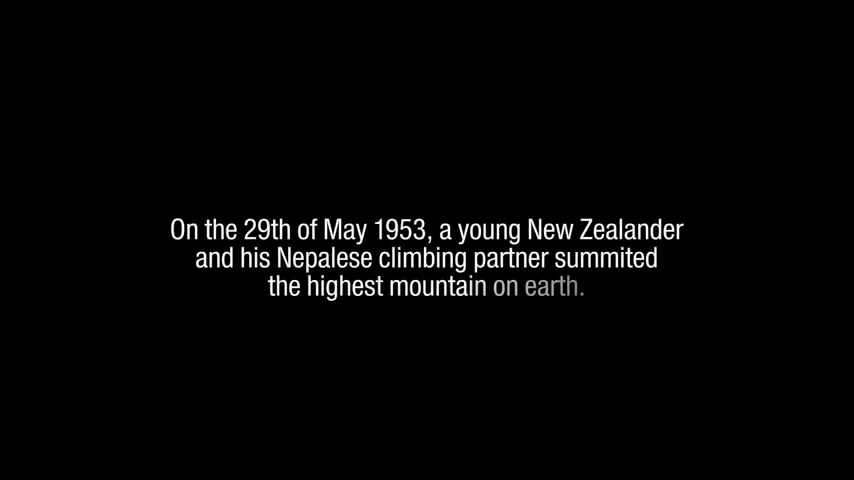 On the 29th of May 1953, a young New Zealander
and his Nepalese climbing partner summited
the highest mountain on earth.